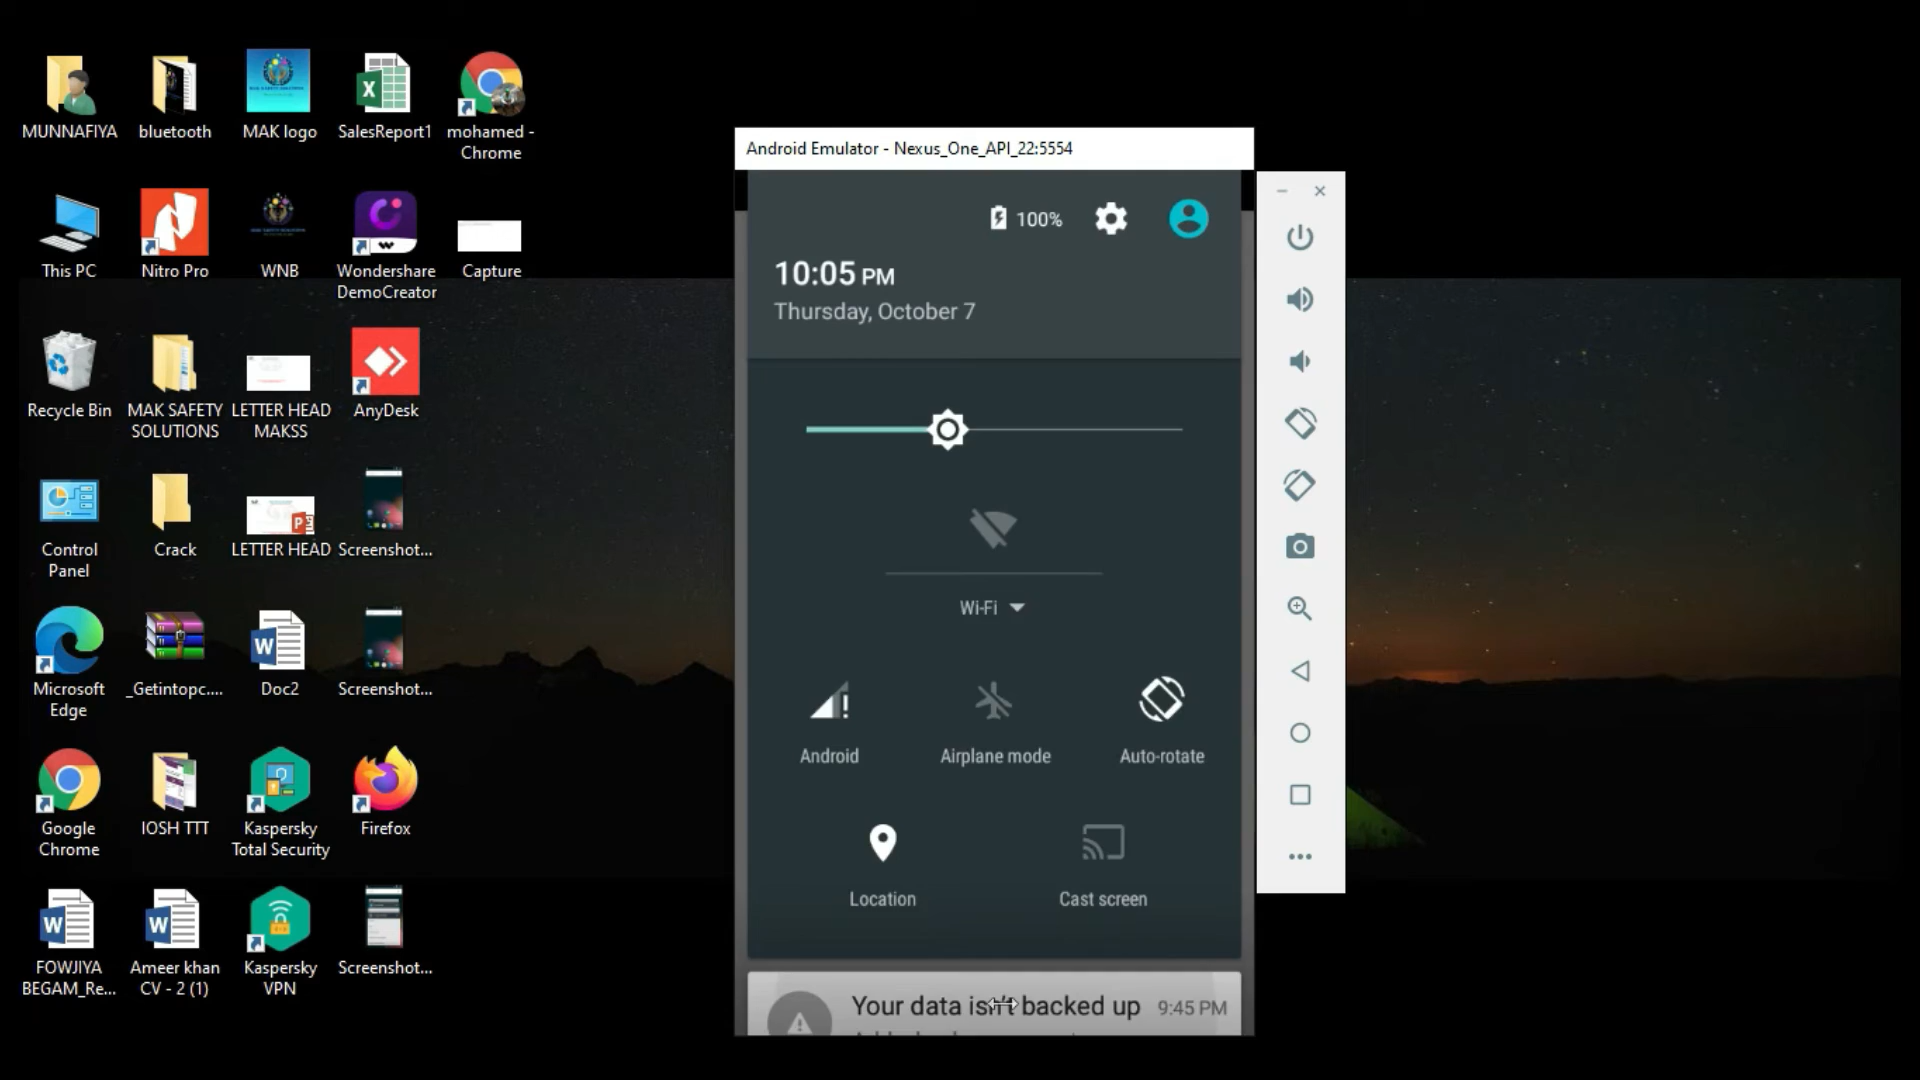 MUNNAFIYA
bluetooth
MAK logo
SalesReport1
mohamed -
Chrome
This PC
Nitro Pro
WNB
Wondershare
DemoCreator
Capture
Recycle Bin
MAK SAFETY
SOLUTIONS
LETTER HEAD
MAKSS
AnyDesk
Control
Panel
Crack
LETTER HEAD
Screenshot...
Microsoft
Edge
_Getintopc....
Doc2
Screenshot...
Google
Chrome
IOSH TTT
Kaspersky
Total Security
Firefox
FOWJIYA
BEGAM_Re...
Ameer khan
CV - 2 (1)
Kaspersky
VPN
Screenshot...
Android Emulator - Nexus_One_API_22:5554
100%
10:05 PM
Thursday, October 7
Wi-Fi
Android
Airplane mode
Auto-rotate
Location
Cast screen
Your data isn't backed up 9:45 PM